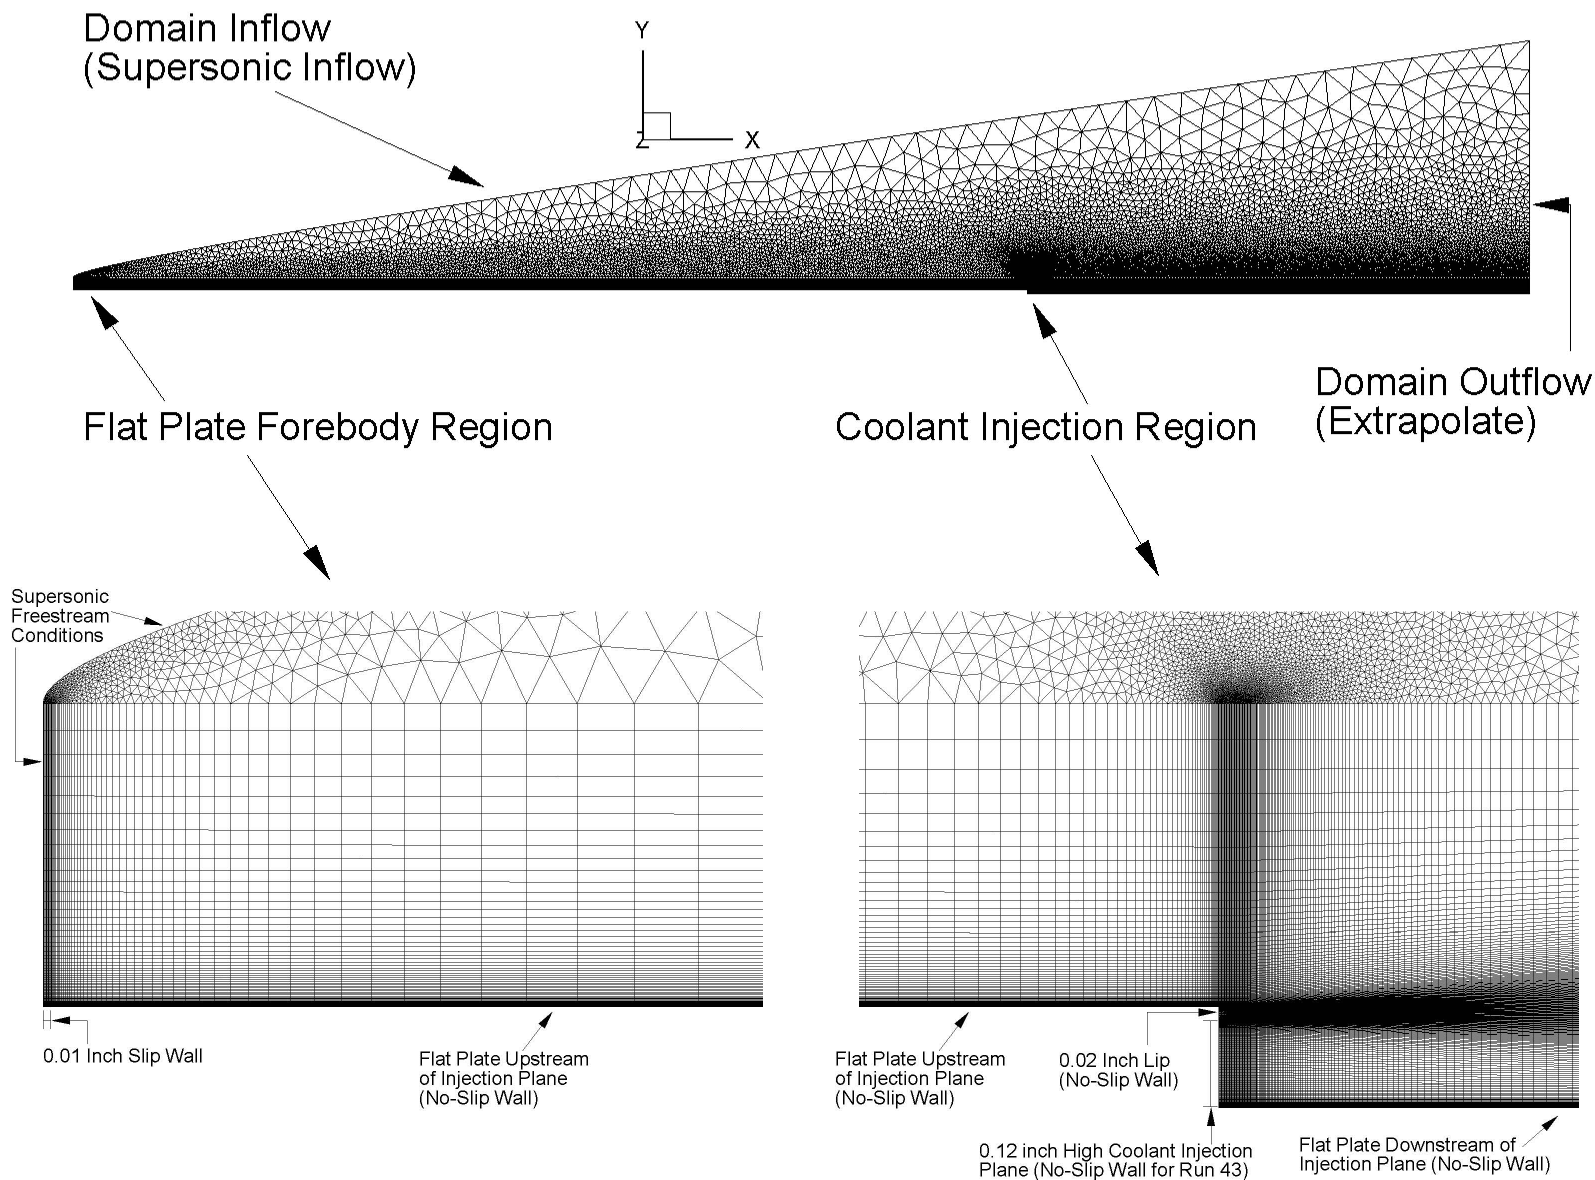 Domain Inflow
(Supersonic Inflow)
Y
Z
X
Domain Outflow
(Extrapolate)
Flat Plate Forebody Region
Coolant Injection Region
Supersonic
Freestream
Conditions
0.01 Inch Slip Wall
Flat Plate Upstream
of Injection Plane
(No-Slip Wall)
Flat Plate Upstream
of Injection Plane
(No-Slip Wall)
0.02 Inch Lip
(No-Slip Wall)
0.12 inch High Coolant Injection
Plane (No-Slip Wall for Run 43)
Flat Plate Downstream of
Injection Plane (No-Slip Wall)